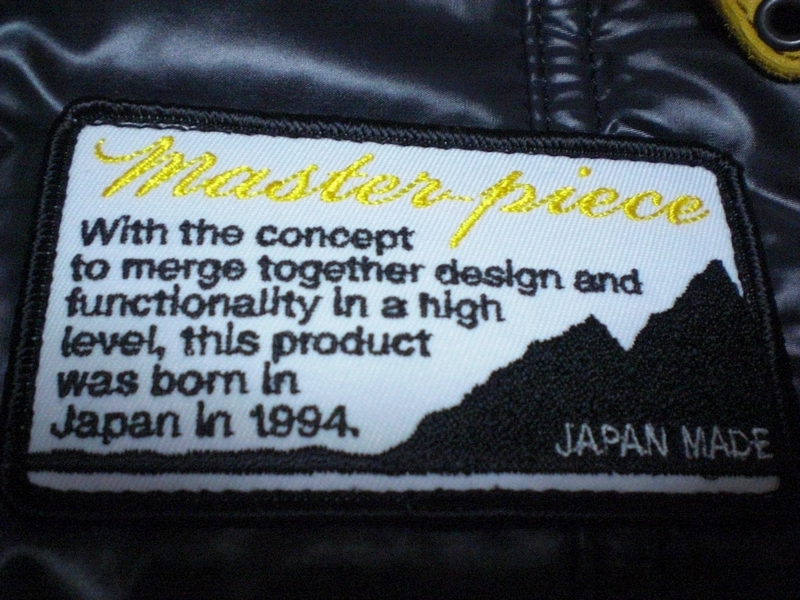 Master-piece
With the concept
to merge together design and
functionality in a high
level, this product
was born in
Japan in 1994.
JAPAN MADE